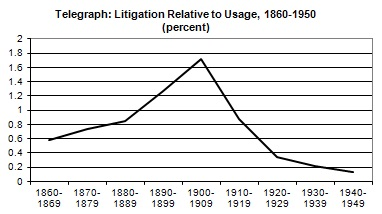 Telegraph: Litigation Relative to Usage, 1860-1950
(percent)
2
1.8
1.6
1.4
1.2
1
0.8
0.6
0.4
0.2
0
1860- 1870- 1880- 1890- 1900- 1910- 1920- 1930- 1940-
1869 1879 1889 1899 1909 1919 1929 1939 1949